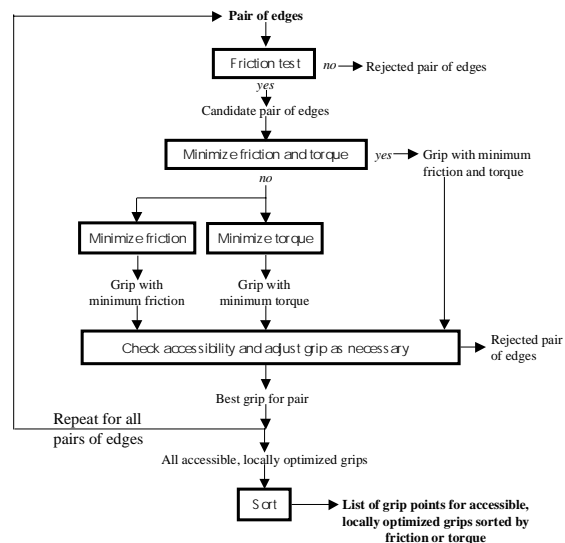 Pair of edges
Friction test
no
Rejected pair of edges
yes
Candidate pair of edges
Minimize friction and torque
yes
Grip with minimum
friction and torque
no
Minimize friction
Minimize torque
Grip with
minimum friction
Grip with
minimum torque
Check accessibility and adjust grip as necessary
Rejected pair
of edges
Best grip for pair
Repeat for all
pairs of edges
All accessible, locally optimized grips
Sort
List of grip points for accessible,
locally optimized grips sorted by
friction or torque